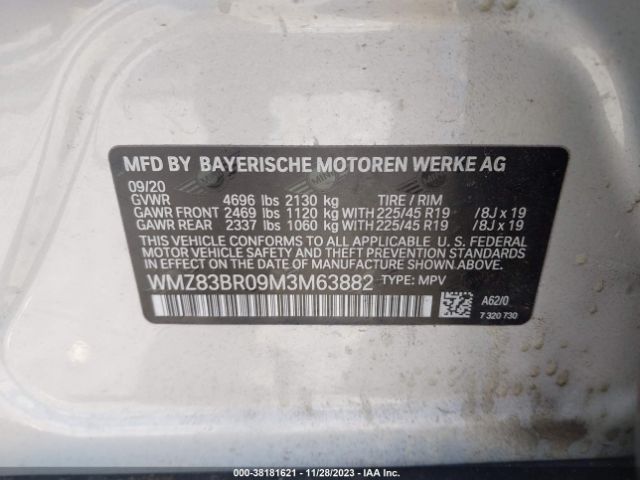 MFD BY BAYERISCHE MOTOREN WERKE AG
09/20
GVWR 4696 lbs 2130 kg TIRE / RIM
GAWR FRONT 2469 lbs 1120 kg WITH 225/45 R19 /8J x 19
GAWR REAR 2337 lbs 1060 kg WITH 225/45 R19 /8J x 19
THIS VEHICLE CONFORMS TO ALL APPLICABLE U. S. FEDERAL
MOTOR VEHICLE SAFETY, BUMPER, AND
THEFT PREVENTION STANDARDS IN EFFECT
ON THE DATE OF MANUFACTURE SHOWN ABOVE.
WMZ83BR09M3M63882 TYPE: MPV
A62/0
7 320 730
000-38181621 - 11/28/2023 - IAA Inc.